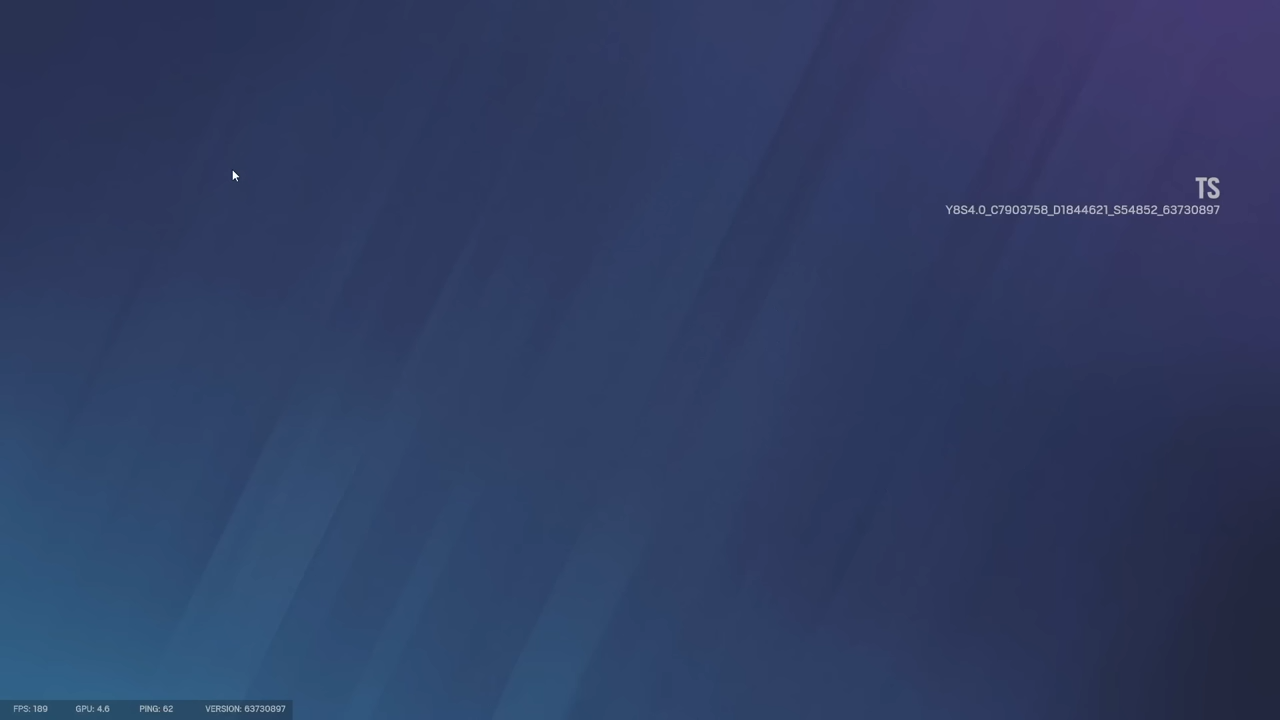 TS
Y8S4.0_C7903758_D1844621_S54852_63730897
FPS: 189 GPU: 4.6 PING: 62 VERSION: 63730897